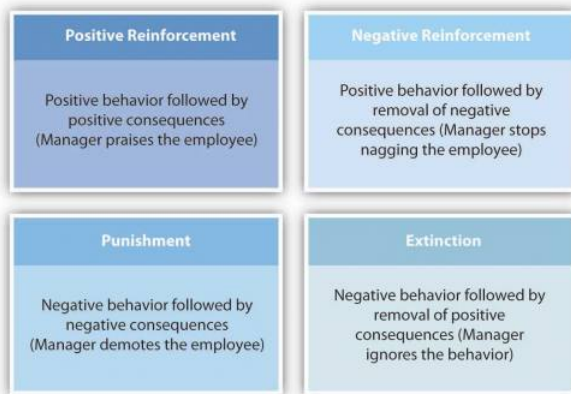 Positive Reinforcement
Positive behavior followed by
positive consequences
(Manager praises the employee)
Negative Reinforcement
Positive behavior followed by
removal of negative
consequences (Manager stops
nagging the employee)
Punishment
Negative behavior followed by
negative consequences
(Manager demotes the employee)
Extinction
Negative behavior followed by
removal of positive
consequences (Manager
ignores the behavior)